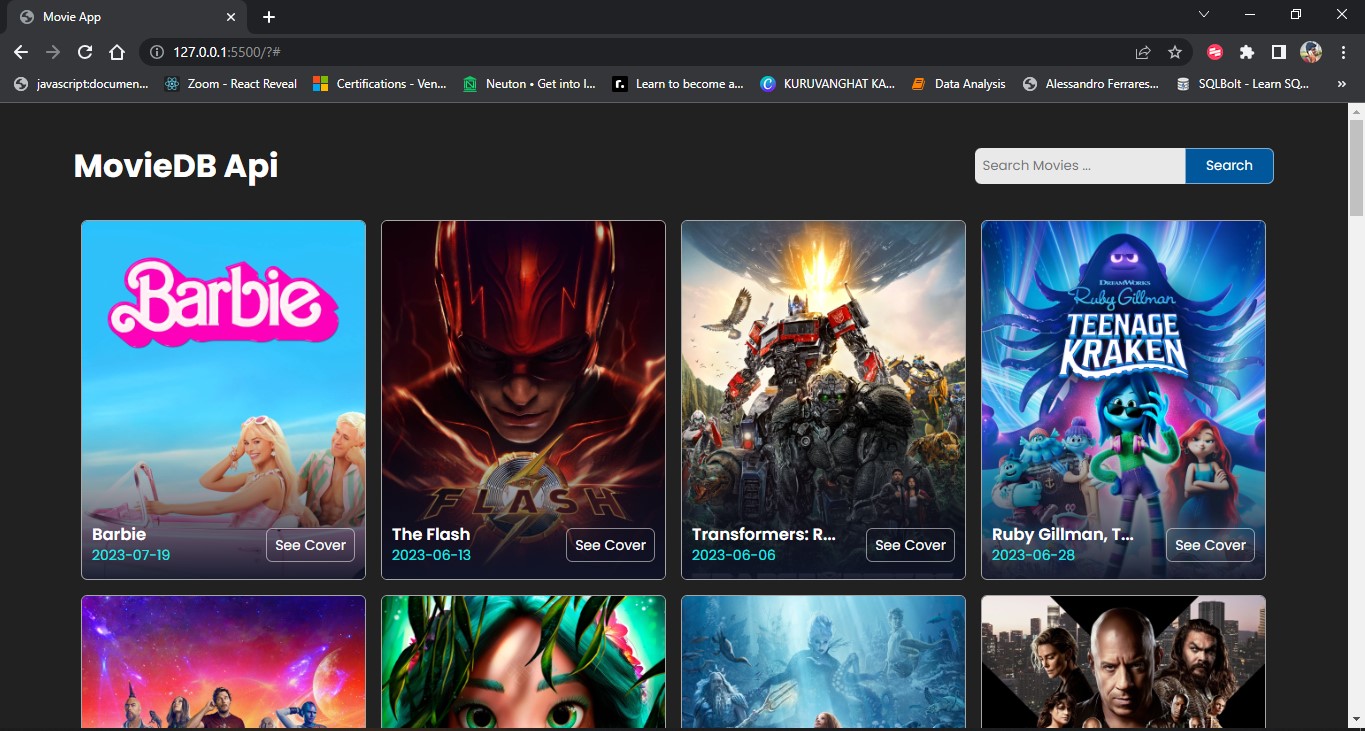 Movie App
127.0.0.1:5500/?#
javascript:documen...
Zoom - React Reveal
Certifications - Ven...
Neuton • Get into I...
r.
Learn to become a...
C
KURUVANGHAT KA...
Data Analysis
Alessandro Ferrares...
SQLBolt - Learn SQ...
»
MovieDB Api
Search Movies ...
Search
Barbie
Barbie
2023-07-19
See Cover
FLASH
The Flash
2023-06-13
See Cover
Transformers: R...
2023-06-06
See Cover
DREAMWORKS
Ruby Gillman
TEENAGE
KRAKEN
Ruby Gillman, T...
2023-06-28
See Cover